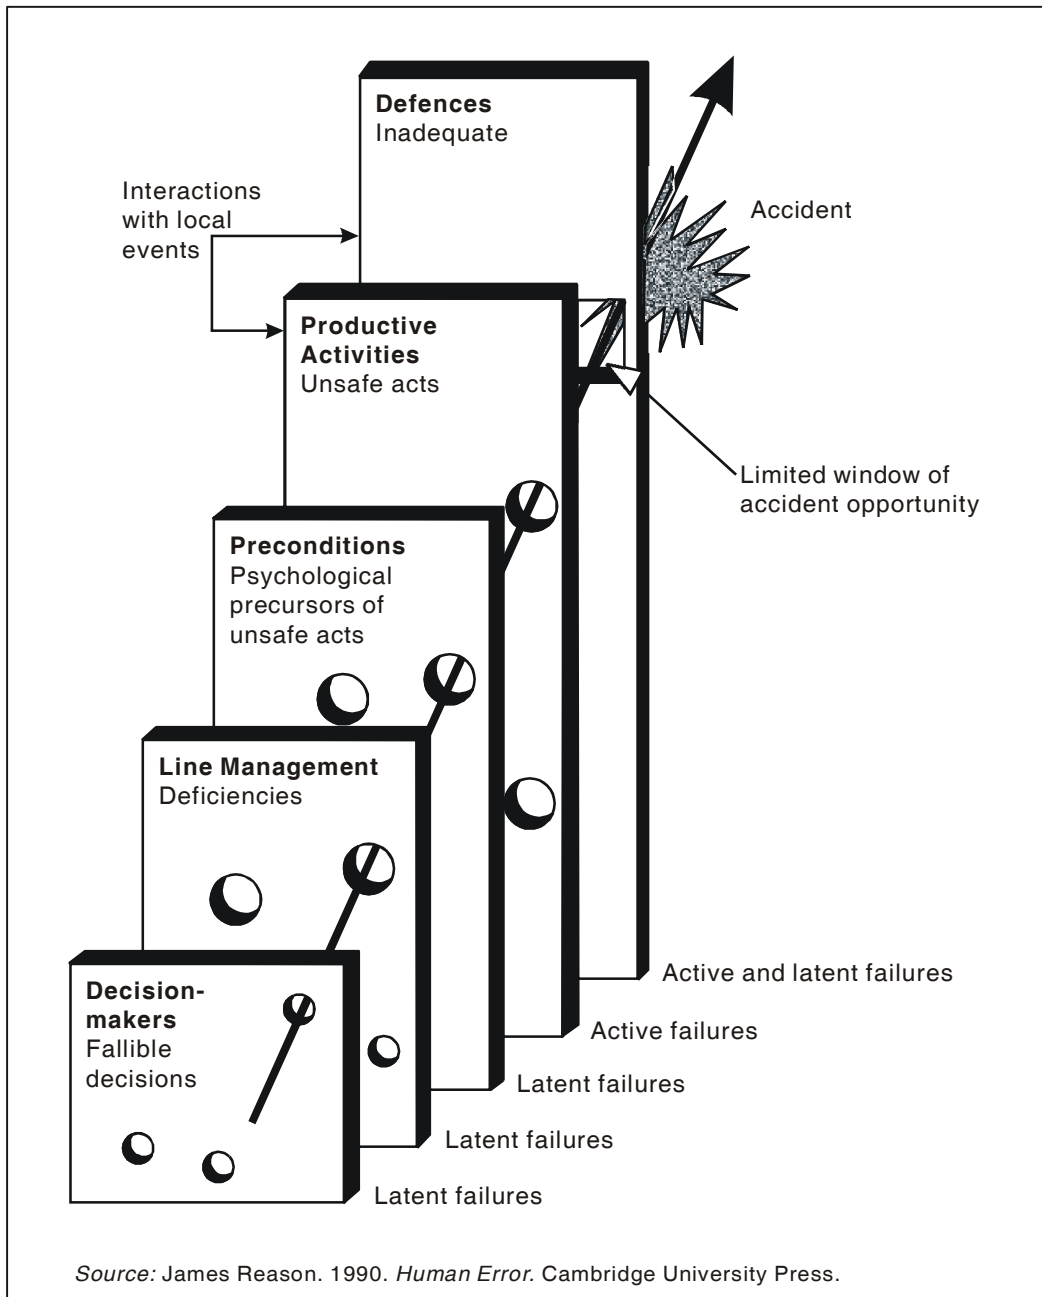 Defences
Inadequate
Interactions
with local
events
Accident
Productive
Activities
Unsafe acts
Limited window of
accident opportunity
Preconditions
Psychological
precursors of
unsafe acts
Line Management
Deficiencies
Decision-
makers
Fallible
decisions
Active and latent failures
Active failures
Latent failures
Latent failures
Latent failures
Source: James Reason. 1990. Human Error. Cambridge University Press.